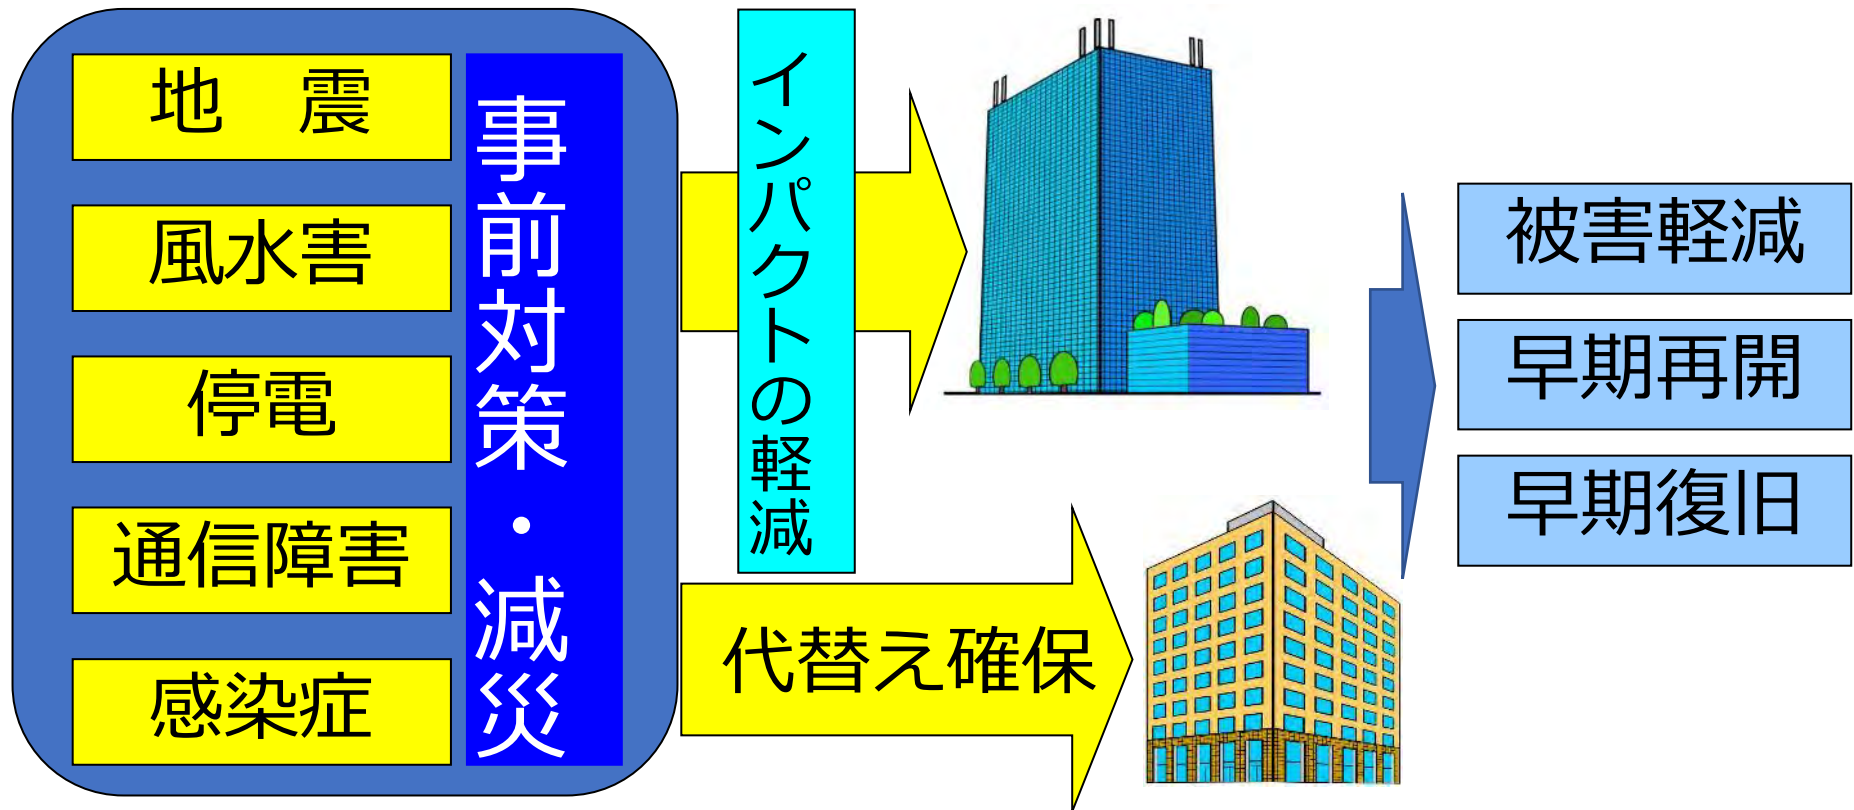 地　震
風水害
停電
通信障害
感染症
事前対策・減災
インパクトの軽減
代替え確保
被害軽減
早期再開
早期復旧